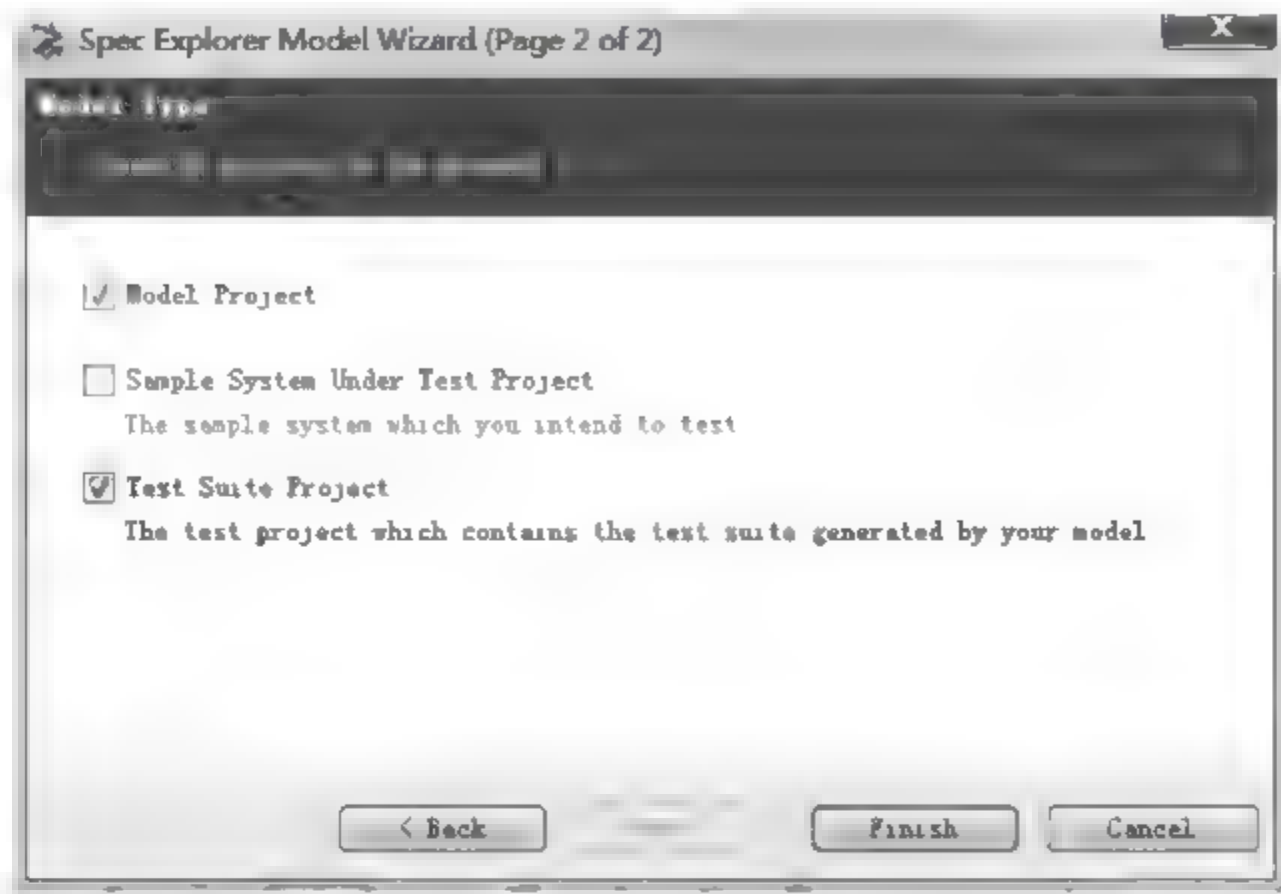 Spec Explorer Model Wizard (Page 2 of 2)
X
Model Type
Model Project
Sample System Under Test Project
The sample system which you intend to test
Test Suite Project
The test project which contains the test suite generated by your model
< Back
Finish
Cancel